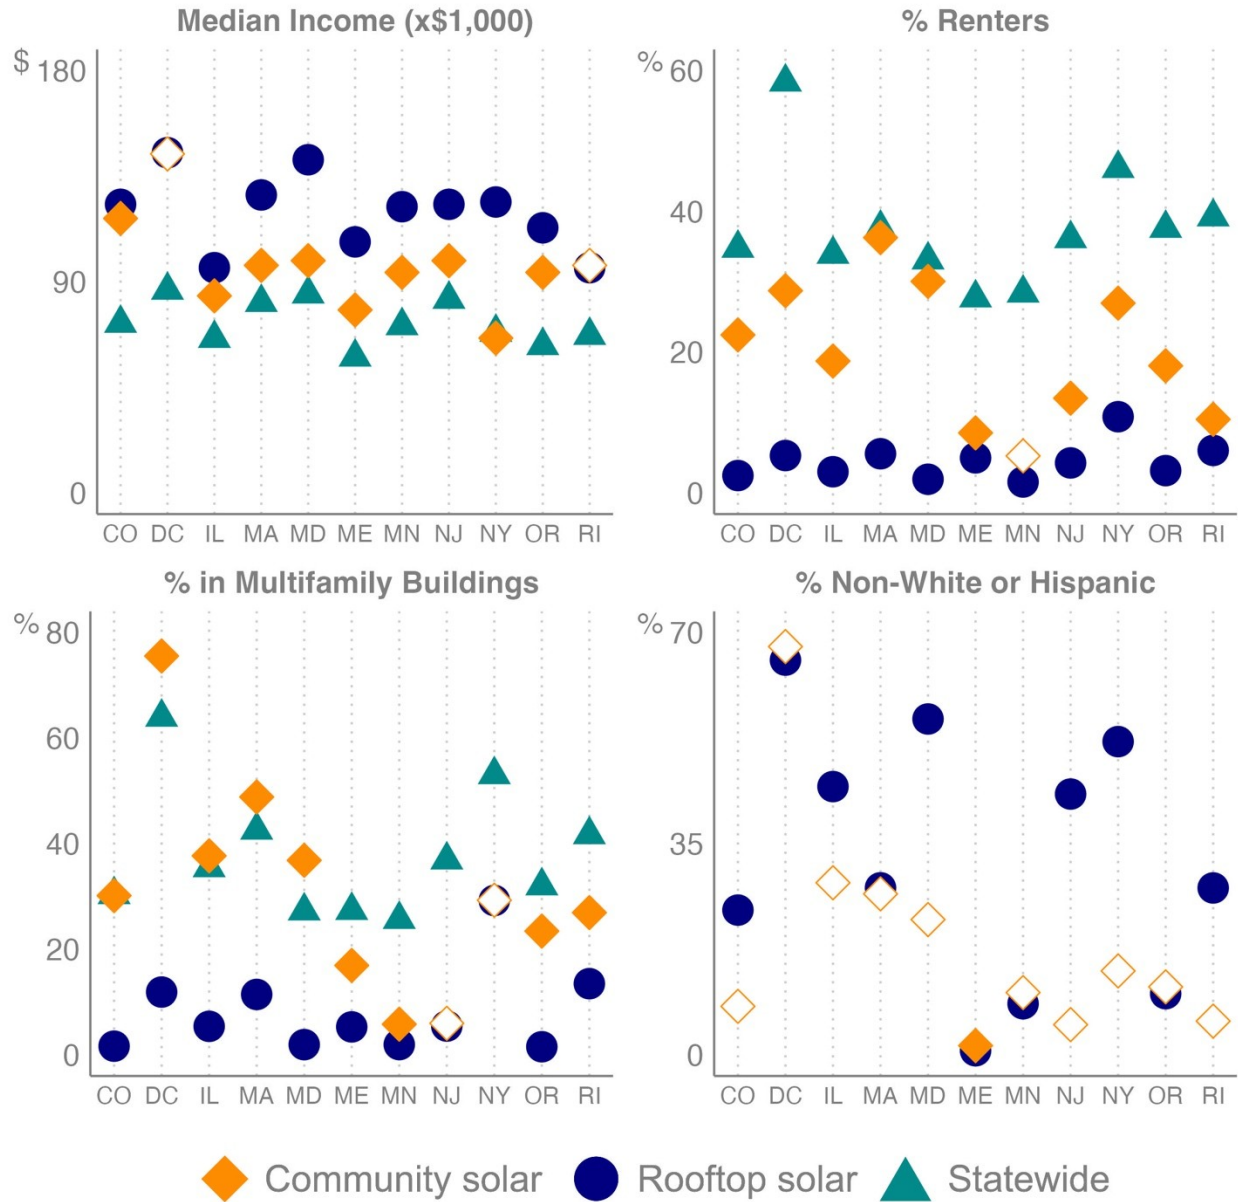 Median Income (x$1,000)
$ 180
90
0
CO DC IL MA MD ME MN NJ NY OR RI
% Renters
% 60
40
20
0
CO DC IL MA MD ME MN NJ NY OR RI
% in Multifamily Buildings
% 80
60
40
20
0
CO DC IL MA MD ME MN NJ NY OR RI
% Non-White or Hispanic
% 70
35
0
CO DC IL MA MD ME MN NJ NY OR RI
Community solar Rooftop solar Statewide